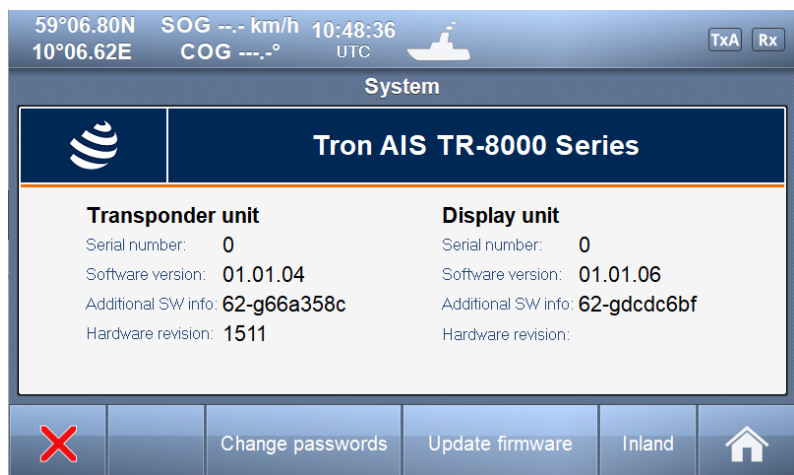 59°06.80N SOG --.- km/h 10:48:36 TxA Rx
10°06.62E COG ---.-° UTC
System
Tron AIS TR-8000 Series
Transponder unit
Serial number: 0
Software version: 01.01.04
Additional SW info: 62-g66a358c
Hardware revision: 1511
Display unit
Serial number: 0
Software version: 01.01.06
Additional SW info: 62-gdcdc6bf
Hardware revision:
Change passwords Update firmware Inland